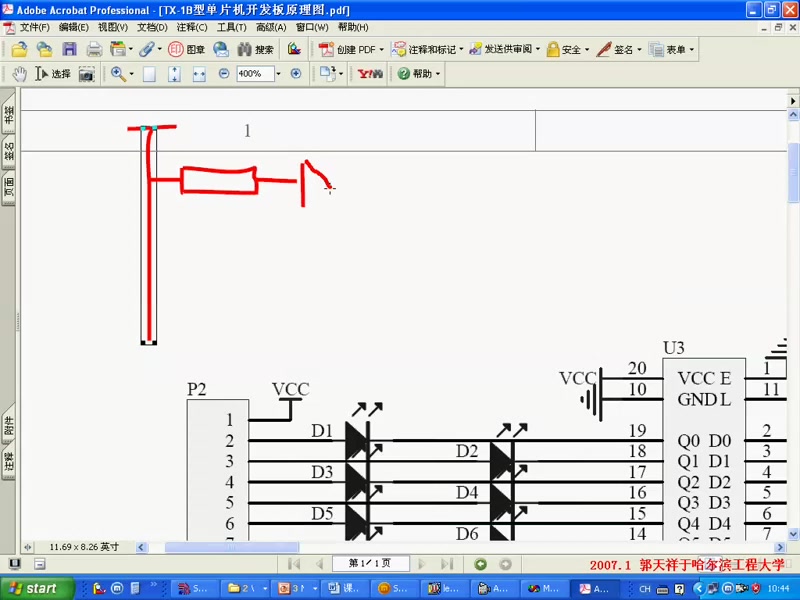 Adobe Acrobat Professional - [TX-1B型单片机开发板原理图.pdf]
文件(F) 编辑(E) 视图(V) 文档(D) 注释(C) 工具(T) 高级(A) 窗口(W) 帮助(H)
图章 搜索 创建 PDF 注释和标记 发送供审阅 安全 签名 表单
选择 400% Y! 帮助
书签
签名
页面
附件
注释
1
U3
VCC 20 VCC E 1
10 GND L 11
P2 VCC
1
2 D1 19 Q0 D0 2
3 D2 18 Q1 D1 3
4 D3 17 Q2 D2 4
5 D4 16 Q3 D3 5
6 D5 15 Q4 D4 6
D6 14 7
11.69 x 8.26 英寸
第 1/1 页
2007.1 郭天祥于哈尔滨工程大学
start S... 2 \ 3 课... S... le... A... M... A... CH 10:44